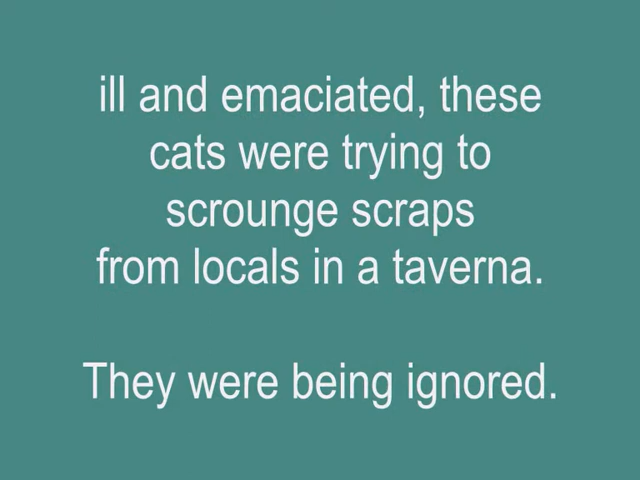 ill and emaciated, these
cats were trying to
scrounge scraps
from locals in a taverna.
They were being ignored.